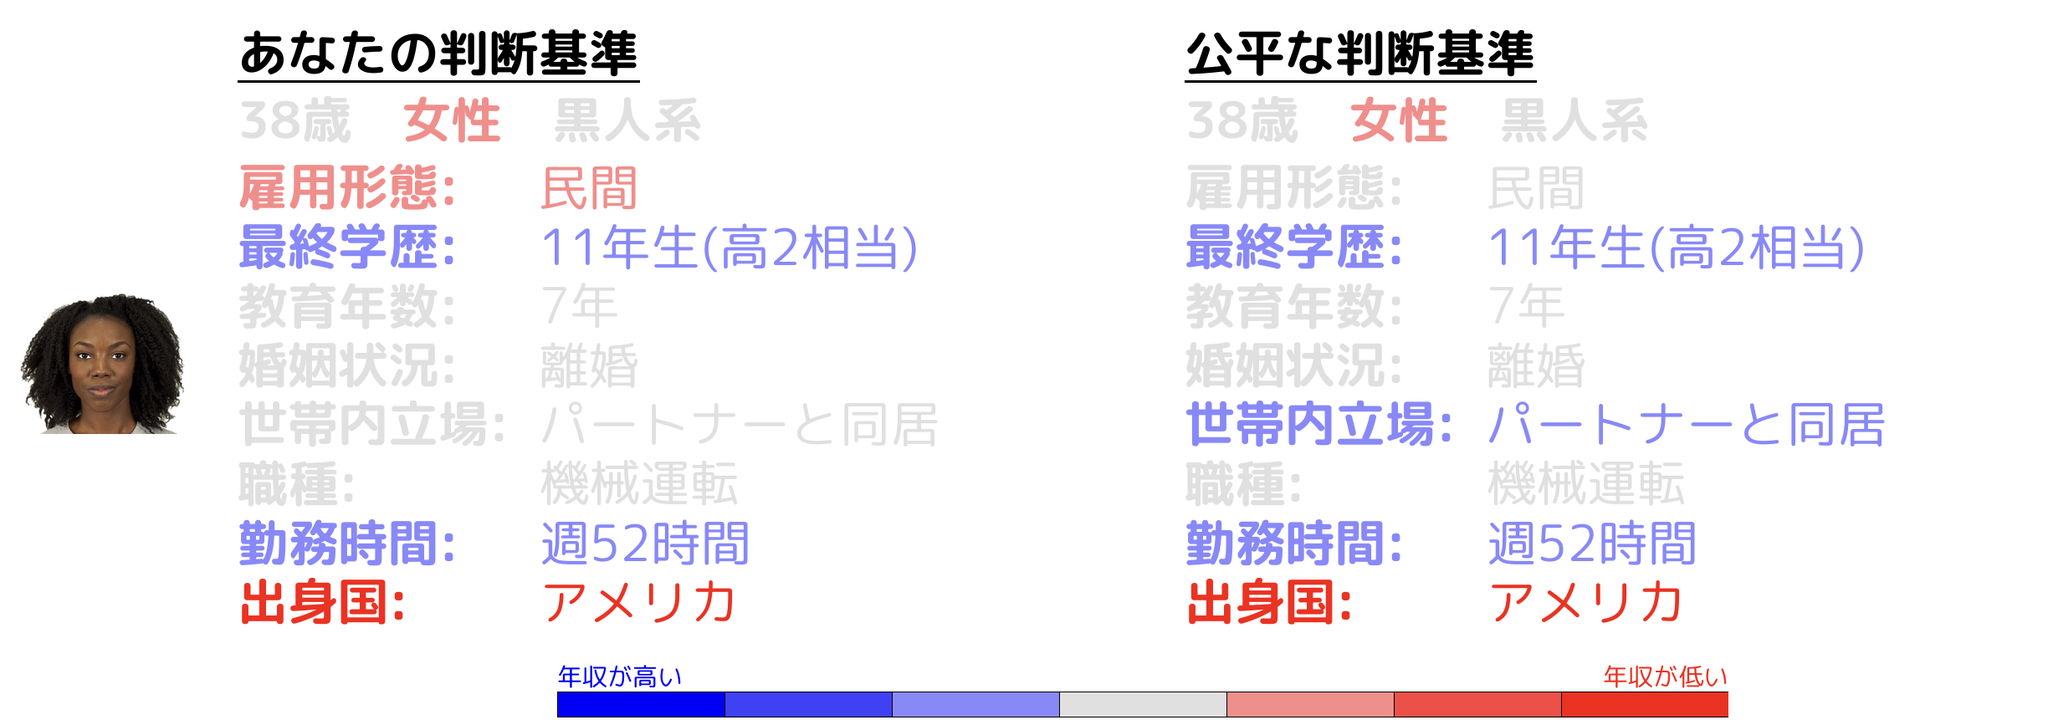 あなたの判断基準
38歳 女性 黒人系
雇用形態: 民間
最終学歴: 11年生(高2相当)
教育年数: 7年
婚姻状況: 離婚
世帯内立場: パートナーと同居
職種: 機械運転
勤務時間: 週52時間
出身国: アメリカ
公平な判断基準
38歳 女性 黒人系
雇用形態: 民間
最終学歴: 11年生(高2相当)
教育年数: 7年
婚姻状況: 離婚
世帯内立場: パートナーと同居
職種: 機械運転
勤務時間: 週52時間
出身国: アメリカ
年収が高い
年収が低い